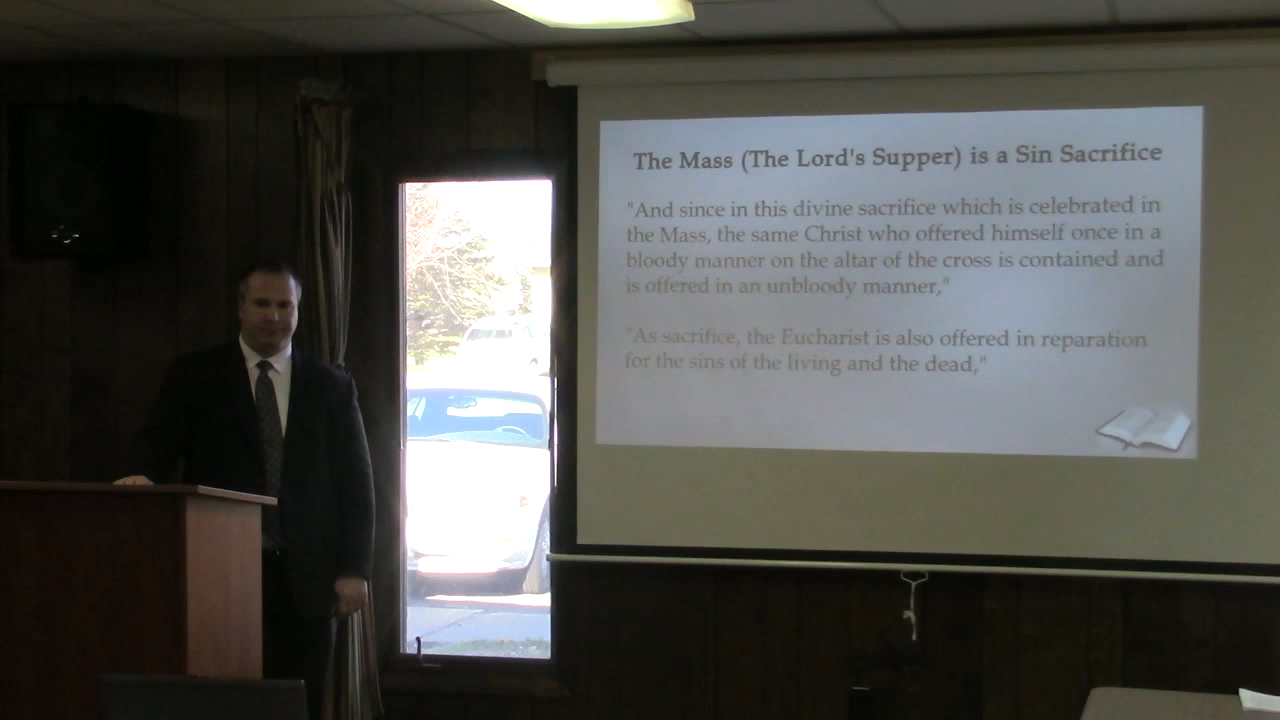 The Mass (The Lord's Supper) is a Sin Sacrifice
"And since in this divine sacrifice which is celebrated in
the Mass, the same Christ who offered himself once in a
bloody manner on the altar of the cross is contained and
is offered in an unbloody manner,"
"As sacrifice, the Eucharist is also offered in reparation
for the sins of the living and the dead,"